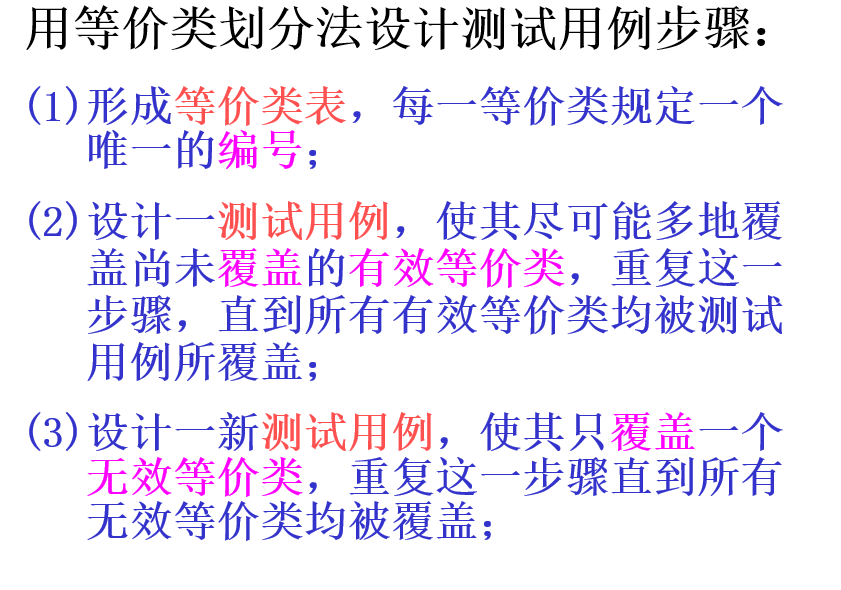 用等价类划分法设计测试用例步骤：
(1)形成等价类表，每一等价类规定一个
唯一的编号；
(2)设计一测试用例，使其尽可能多地覆
盖尚未覆盖的有效等价类，重复这一
步骤，直到所有有效等价类均被测试
用例所覆盖；
(3)设计一新测试用例，使其只覆盖一个
无效等价类，重复这一步骤直到所有
无效等价类均被覆盖；